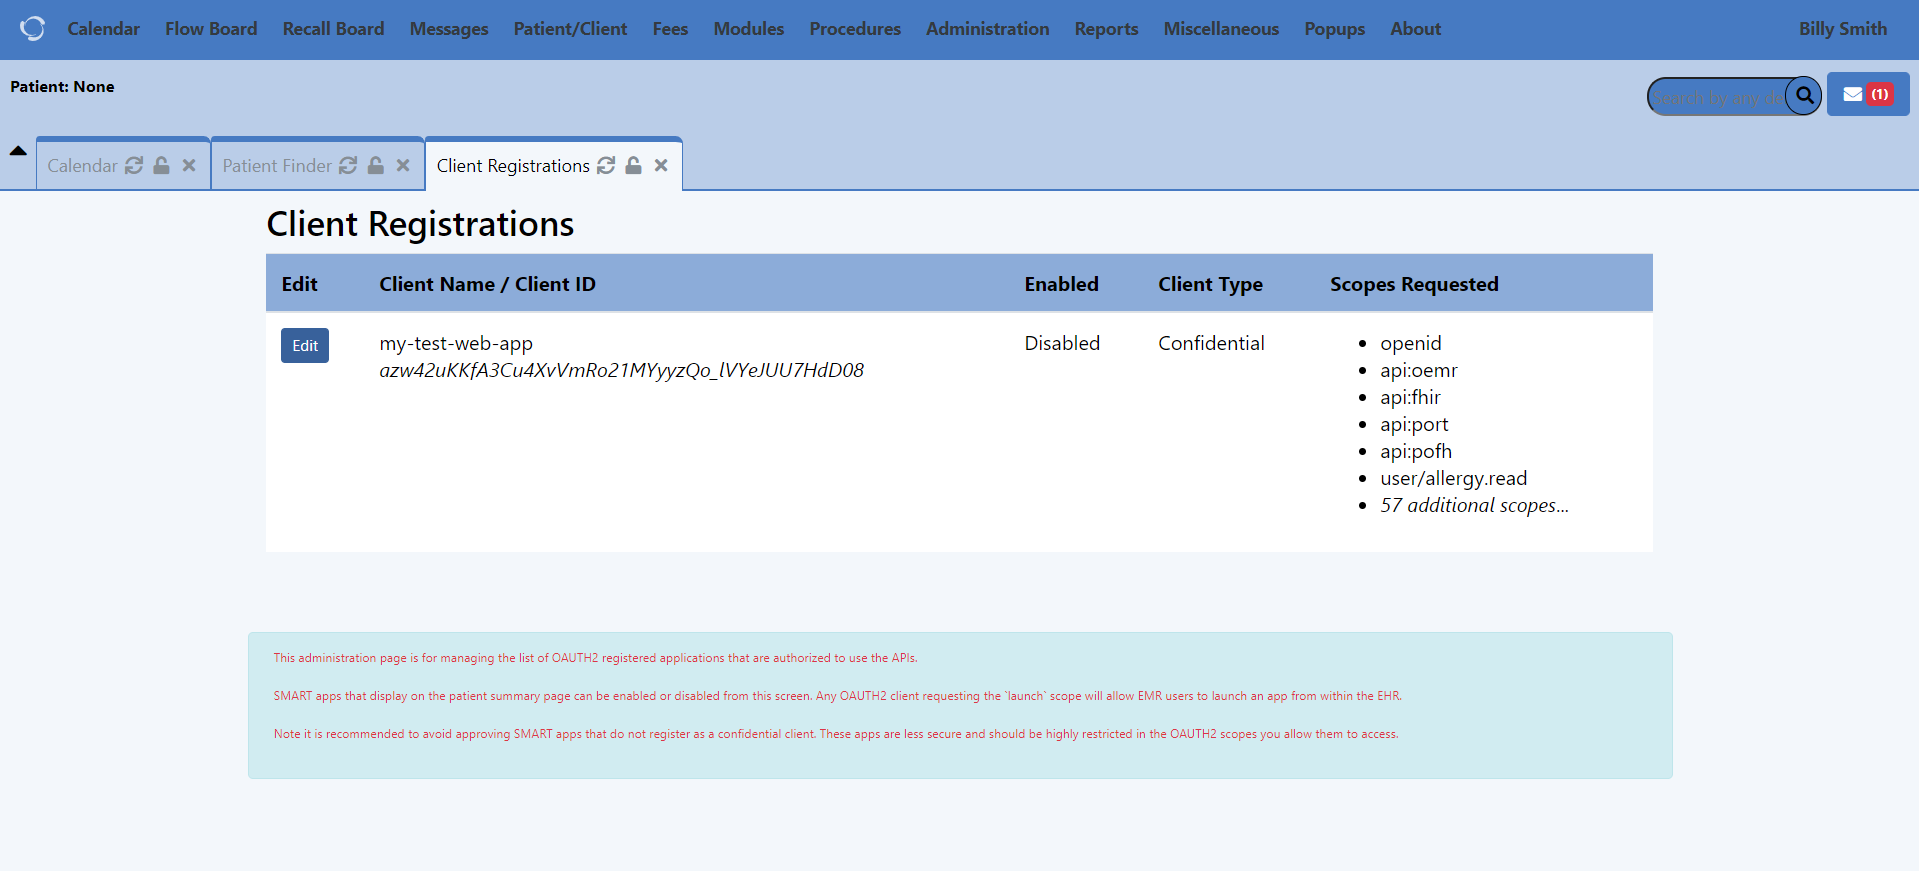 Calendar Flow Board Recall Board Messages Patient/Client Fees Modules Procedures Administration Reports Miscellaneous Popups About Billy Smith
Patient: None
Search by any de
(1)
Calendar Patient Finder Client Registrations
Client Registrations
Edit Client Name / Client ID Enabled Client Type Scopes Requested
Edit my-test-web-app Disabled Confidential openid
azw42uKKfA3Cu4XvVmRo21MYyyzQo_lVYeJUU7HdD08 api:oemr
api:fhir
api:port
api:pofh
user/allergy.read
57 additional scopes...
This administration page is for managing the list of OAUTH2 registered applications that are authorized to use the APIs.
SMART apps that display on the patient summary page can be enabled or disabled from this screen. Any OAUTH2 client requesting the `launch` scope will allow EMR users to launch an app from within the EHR.
Note it is recommended to avoid approving SMART apps that do not register as a confidential client. These apps are less secure and should be highly restricted in the OAUTH2 scopes you allow them to access.